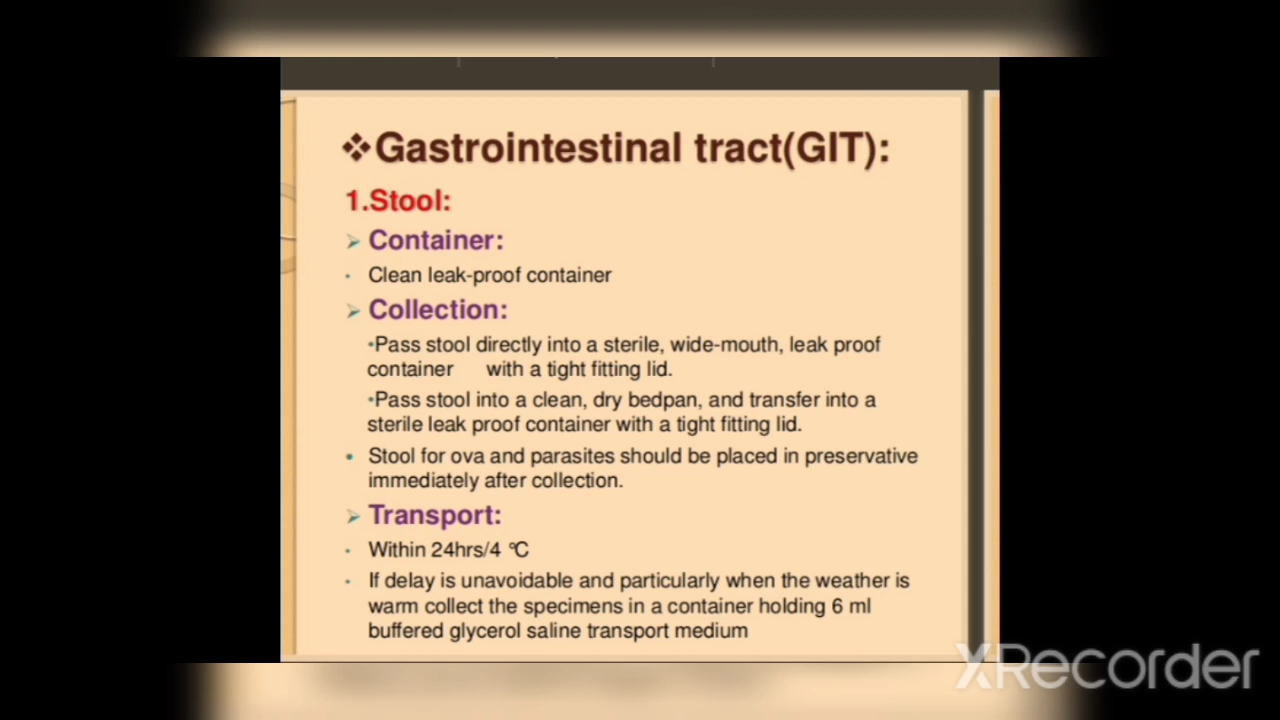 ❖Gastrointestinal tract(GIT):
1.Stool:
➢ Container:
• Clean leak-proof container
➢ Collection:
•Pass stool directly into a sterile, wide-mouth, leak proof
container with a tight fitting lid.
•Pass stool into a clean, dry bedpan, and transfer into a
sterile leak proof container with a tight fitting lid.
• Stool for ova and parasites should be placed in preservative
immediately after collection.
➢ Transport:
• Within 24hrs/4 °C
• If delay is unavoidable and particularly when the weather is
warm collect the specimens in a container holding 6 ml
buffered glycerol saline transport medium
XRecorder